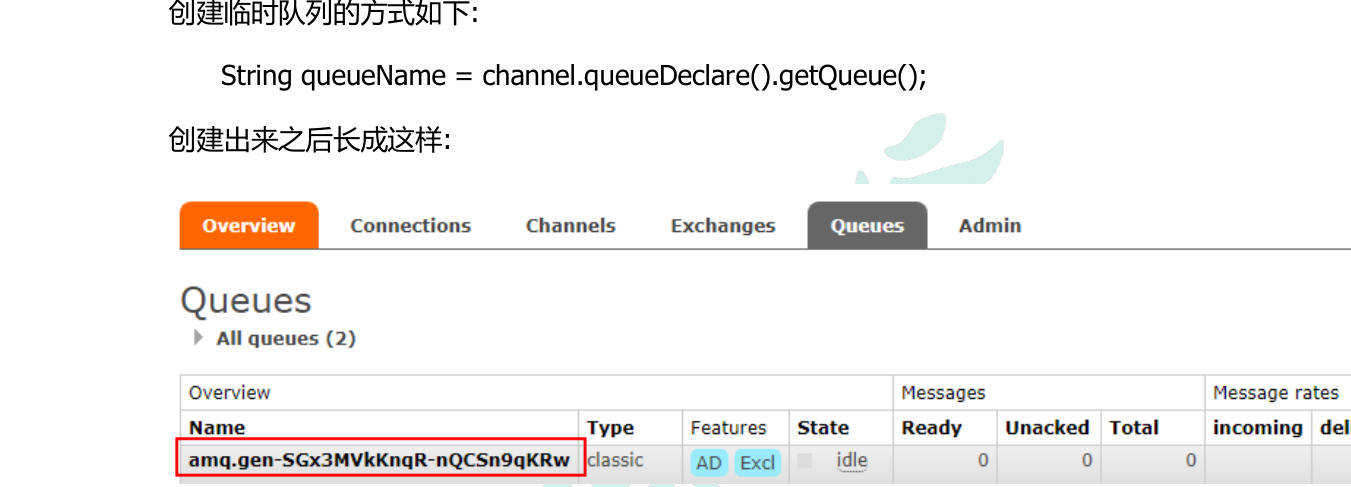 创建临时队列的方式如下:
String queueName = channel.queueDeclare().getQueue();
创建出来之后长成这样:
Overview Connections Channels Exchanges Queues Admin
Queues
All queues (2)
Overview Messages Message rates
Name Type Features State Ready Unacked Total incoming deli
amq.gen-SGx3MVkKnqR-nQCSn9qKRw classic AD Excl idle 0 0 0